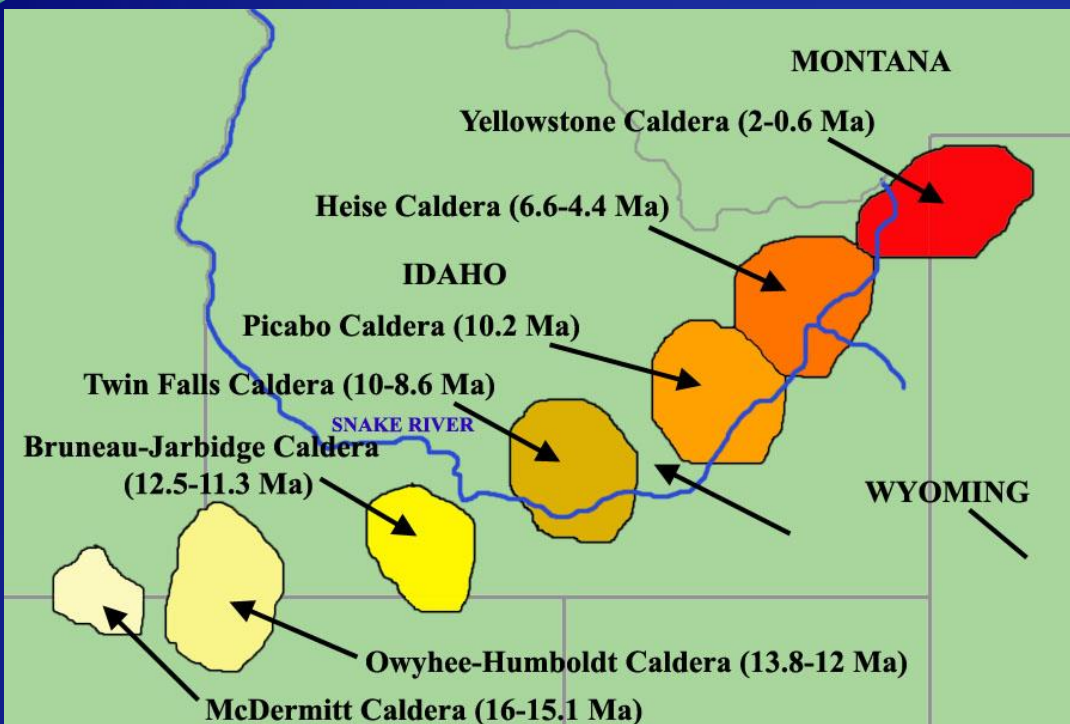 MONTANA
Yellowstone Caldera (2-0.6 Ma)
Heise Caldera (6.6-4.4 Ma)
IDAHO
Picabo Caldera (10.2 Ma)
Twin Falls Caldera (10-8.6 Ma)
SNAKE RIVER
Bruneau-Jarbidge Caldera
(12.5-11.3 Ma)
WYOMING
Owyhee-Humboldt Caldera (13.8-12 Ma)
McDermitt Caldera (16-15.1 Ma)